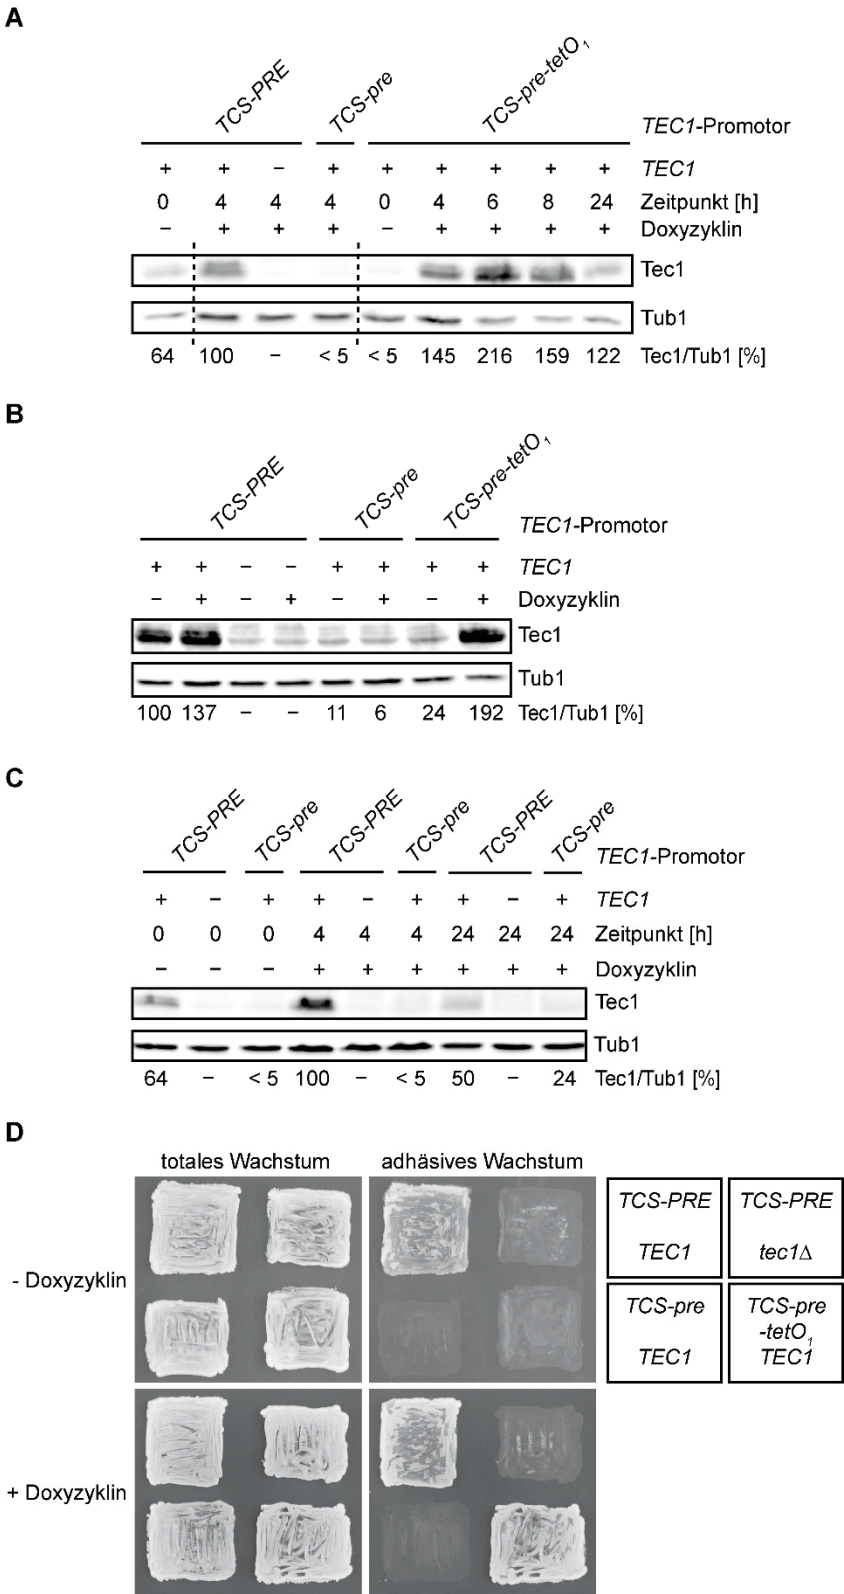 A
TCS-PRE TCS-pre TCS-pre-tetO1
TEC1-Promotor
+ + − + + + + + + TEC1
0 4 4 4 0 4 6 8 24 Zeitpunkt [h]
− + + + − + + + + Doxyzyklin
Tec1
Tub1
64 100 − < 5 < 5 145 216 159 122 Tec1/Tub1 [%]
B
TCS-PRE TCS-pre TCS-pre-tetO1
TEC1-Promotor
+ + − − + + + + TEC1
− + − + − + − + Doxyzyklin
Tec1
Tub1
100 137 − − 11 6 24 192 Tec1/Tub1 [%]
C
TCS-PRE TCS-pre TCS-PRE TCS-pre TCS-PRE TCS-pre
TEC1-Promotor
+ − + + − + + − + TEC1
0 0 0 4 4 4 24 24 24 Zeitpunkt [h]
− − − + + + + + + Doxyzyklin
Tec1
Tub1
64 − < 5 100 − < 5 50 − 24 Tec1/Tub1 [%]
D
totales Wachstum adhäsives Wachstum
- Doxyzyklin
TCS-PRE TCS-PRE
TEC1 tec1Δ
TCS-pre TCS-pre
-tetO1
TEC1 TEC1
+ Doxyzyklin